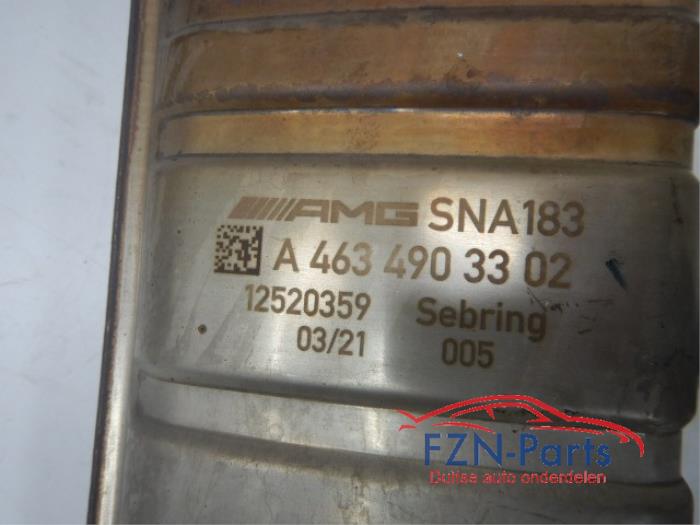 AMG SNA183
A 463 490 33 02
12520359 Sebring
03/21 005
FZN-Parts
Duitse auto onderdelen